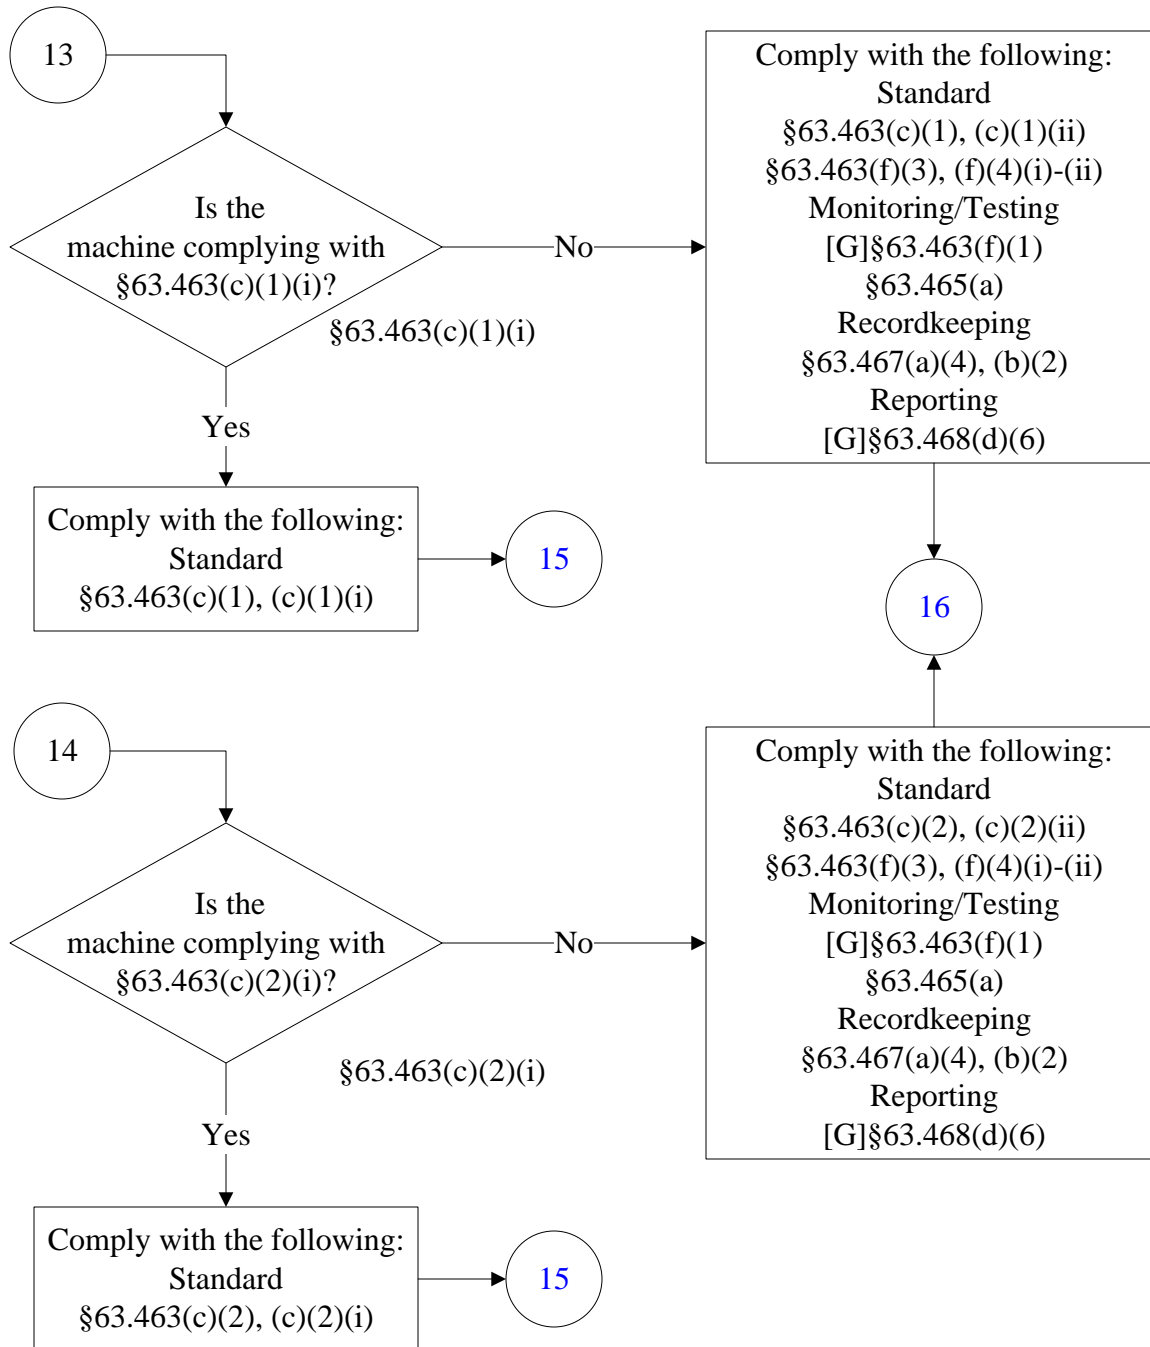 13
Is the
machine complying with
§63.463(c)(1)(i)?
§63.463(c)(1)(i)
No
Yes
Comply with the following:
Standard
§63.463(c)(1), (c)(1)(ii)
§63.463(f)(3), (f)(4)(i)-(ii)
Monitoring/Testing
[G]§63.463(f)(1)
§63.465(a)
Recordkeeping
§63.467(a)(4), (b)(2)
Reporting
[G]§63.468(d)(6)
Comply with the following:
Standard
§63.463(c)(1), (c)(1)(i)
15
16
14
Is the
machine complying with
§63.463(c)(2)(i)?
§63.463(c)(2)(i)
No
Yes
Comply with the following:
Standard
§63.463(c)(2), (c)(2)(ii)
§63.463(f)(3), (f)(4)(i)-(ii)
Monitoring/Testing
[G]§63.463(f)(1)
§63.465(a)
Recordkeeping
§63.467(a)(4), (b)(2)
Reporting
[G]§63.468(d)(6)
Comply with the following:
Standard
§63.463(c)(2), (c)(2)(i)
15